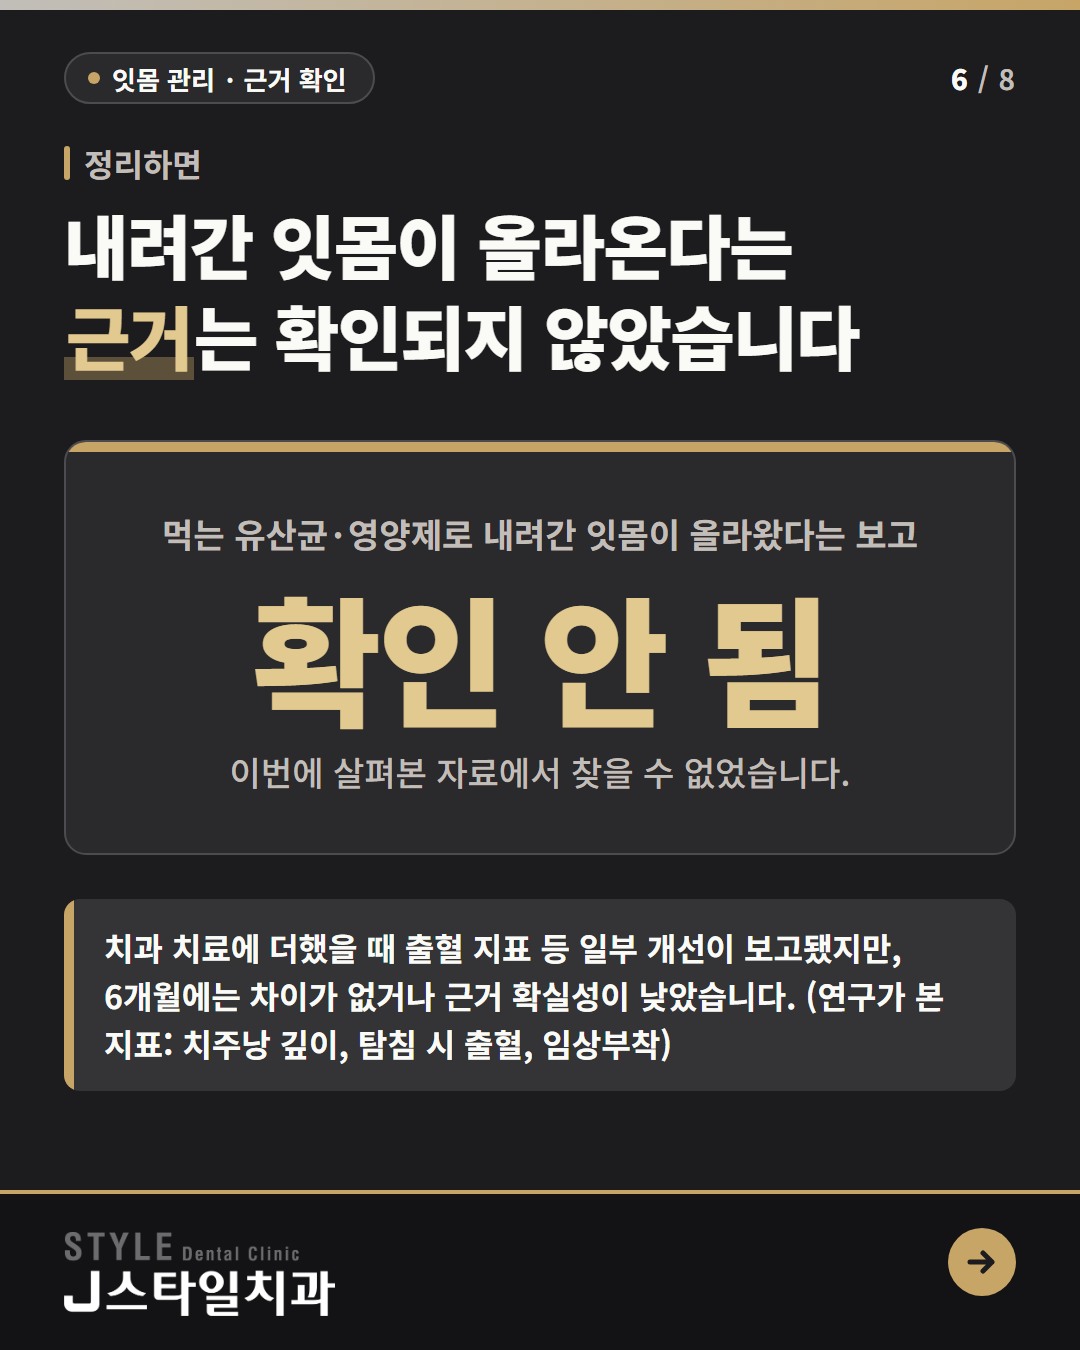 잇몸 관리 · 근거 확인
6 / 8
정리하면
내려간 잇몸이 올라온다는
근거는 확인되지 않았습니다
먹는 유산균·영양제로 내려간 잇몸이 올라왔다는 보고
확인 안 됨
이번에 살펴본 자료에서 찾을 수 없었습니다.
치과 치료에 더했을 때 출혈 지표 등 일부 개선이 보고됐지만,
6개월에는 차이가 없거나 근거 확실성이 낮았습니다. (연구가 본
지표: 치주낭 깊이, 탐침 시 출혈, 임상부착)
STYLE Dental Clinic
J스타일치과